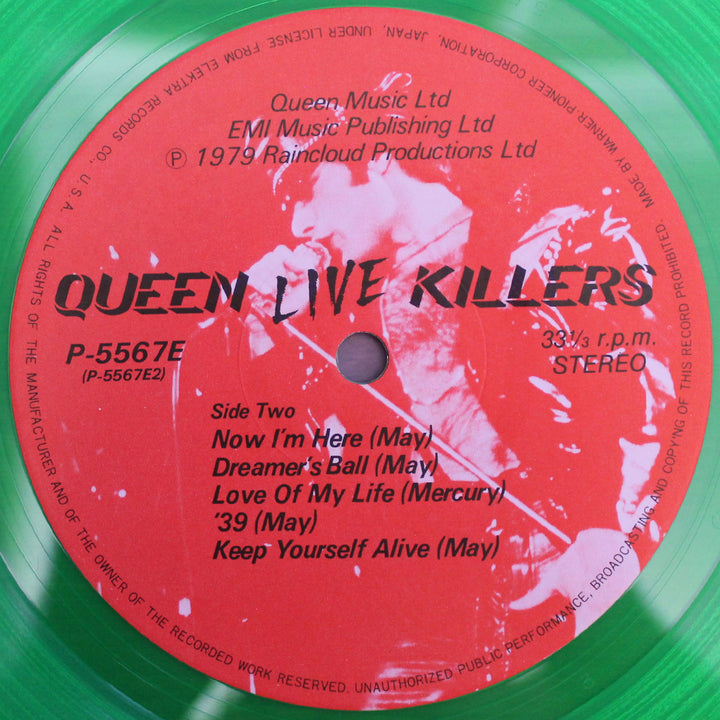 Queen Music Ltd
EMI Music Publishing Ltd
Ⓟ 1979 Raincloud Productions Ltd
QUEEN LIVE KILLERS
P-5567E
(P-5567E2)
33 1/3 r.p.m.
STEREO
Side Two
Now I'm Here (May)
Dreamer's Ball (May)
Love Of My Life (Mercury)
'39 (May)
Keep Yourself Alive (May)
MADE BY WARNER PIONEER CORPORATION, JAPAN, UNDER LICENSE FROM ELEKTRA RECORDS CO., U.S.A. ALL RIGHTS OF THE MANUFACTURER AND OF THE OWNER OF THE RECORDED WORK RESERVED. UNAUTHORIZED PUBLIC PERFORMANCE, BROADCASTING AND COPYING OF THIS RECORD PROHIBITED.